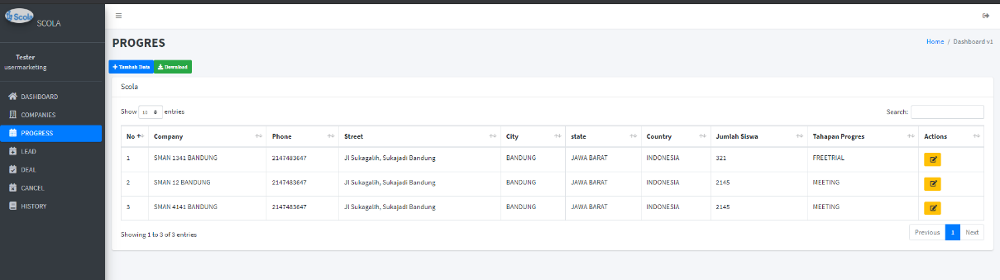 Scola
SCOLA
Tester
usermarketing
DASHBOARD
COMPANIES
PROGRESS
LEAD
DEAL
CANCEL
HISTORY
PROGRES
Home / Dashboard v1
+ Tambah Data Download
Scola
Show 10 entries
Search:
No Company Phone Street City state Country Jumlah Siswa Tahapan Progres Actions
1 SMAN 1341 BANDUNG 2147483647 Jl Sukagalih, Sukajadi Bandung BANDUNG JAWA BARAT INDONESIA 321 FREETRIAL
2 SMAN 12 BANDUNG 2147483647 Jl Sukagalih, Sukajadi Bandung BANDUNG JAWA BARAT INDONESIA 2145 MEETING
3 SMAN 4141 BANDUNG 2147483647 Jl Sukagalih, Sukajadi Bandung BANDUNG JAWA BARAT INDONESIA 2145 MEETING
Showing 1 to 3 of 3 entries
Previous 1 Next